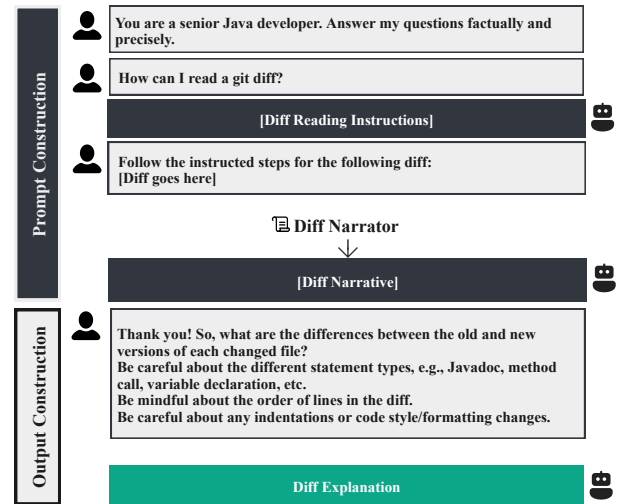 Prompt Construction
You are a senior Java developer. Answer my questions factually and
precisely.
How can I read a git diff?
[Diff Reading Instructions]
Follow the instructed steps for the following diff:
[Diff goes here]
Diff Narrator
[Diff Narrative]
Output Construction
Thank you! So, what are the differences between the old and new
versions of each changed file?
Be careful about the different statement types, e.g., Javadoc, method
call, variable declaration, etc.
Be mindful about the order of lines in the diff.
Be careful about any indentations or code style/formatting changes.
Diff Explanation